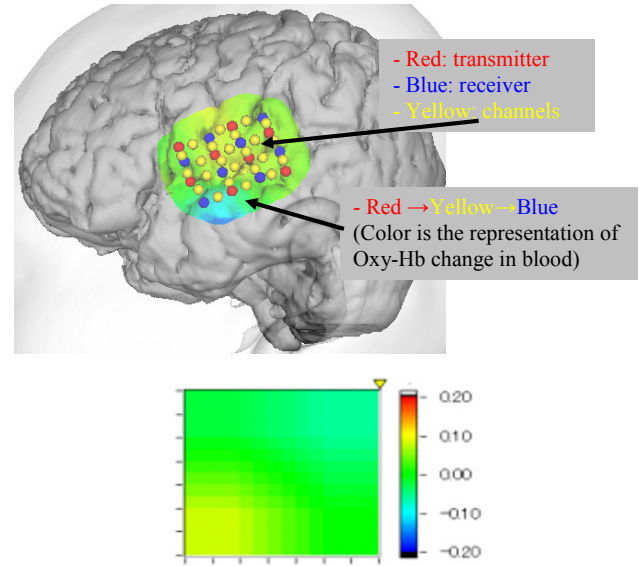 - Red: transmitter
- Blue: receiver
- Yellow: channels
- Red →Yellow→Blue
(Color is the representation of
Oxy-Hb change in blood)
0.20
0.10
0.00
-0.10
-0.20